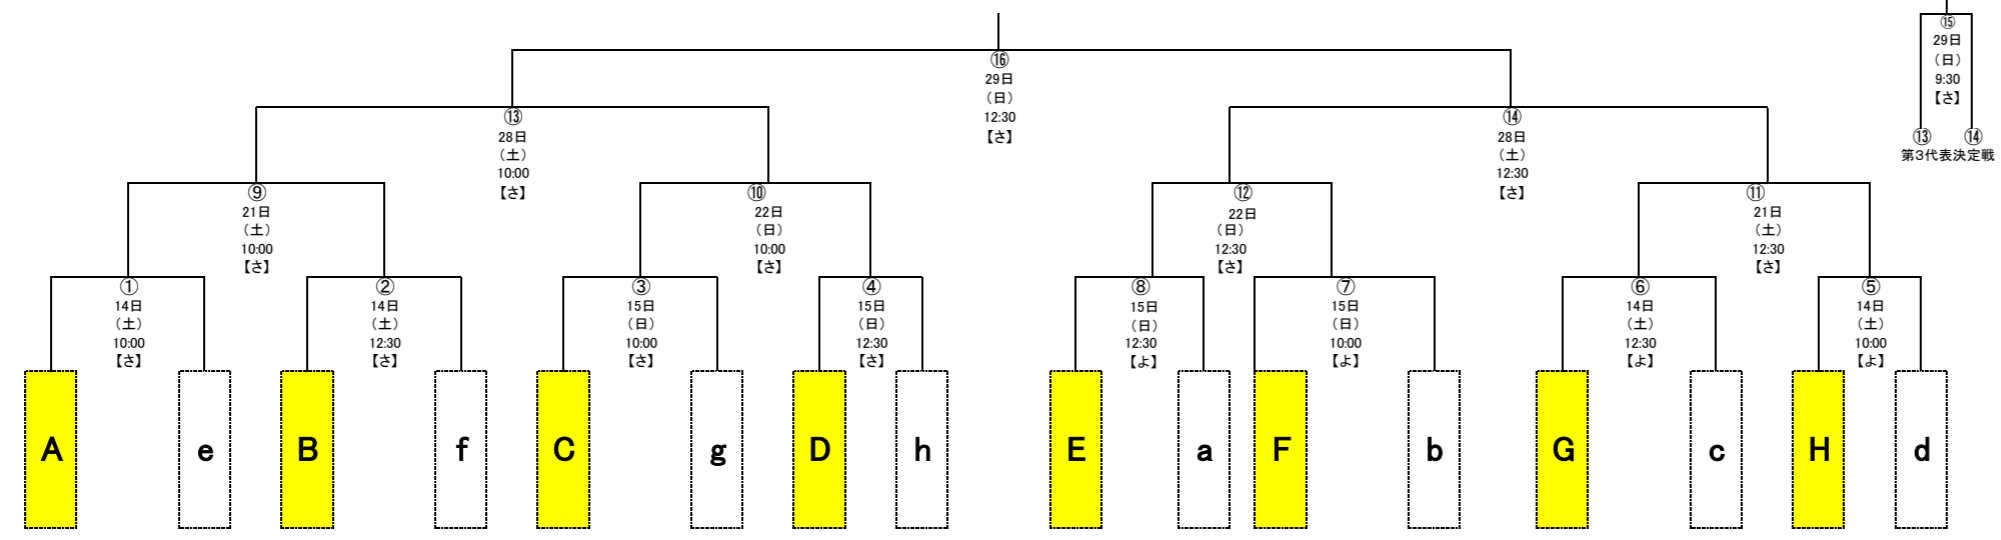 ⑯
29日
（日）
12:30
【さ】
⑮
29日
（日）
9:30
【さ】
⑬ ⑭
第3代表決定戦
⑬
28日
（土）
10:00
【さ】
⑭
28日
（土）
12:30
【さ】
⑨
21日
（土）
10:00
【さ】
⑩
22日
（日）
10:00
【さ】
⑫
22日
（日）
12:30
【さ】
⑪
21日
（土）
12:30
【さ】
①
14日
（土）
10:00
【さ】
②
14日
（土）
12:30
【さ】
③
15日
（日）
10:00
【さ】
④
15日
（日）
12:30
【さ】
⑧
15日
（日）
12:30
【よ】
⑦
15日
（日）
10:00
【よ】
⑥
14日
（土）
12:30
【よ】
⑤
14日
（土）
10:00
【よ】
A e B f C g D h E a F b G c H d